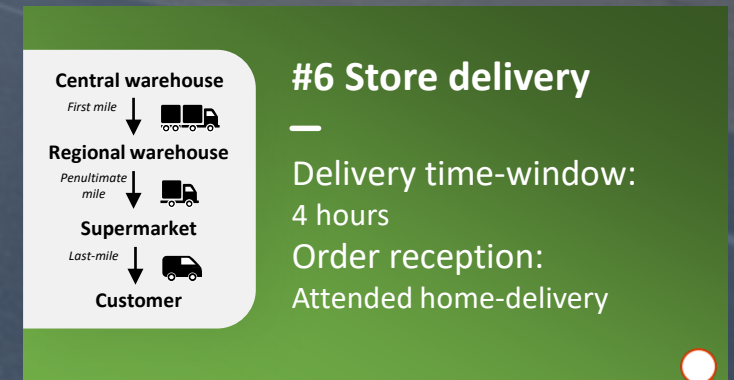 Central warehouse
First mile
Regional warehouse
Penultimate
mile
Supermarket
Last-mile
Customer
#6 Store delivery
Delivery time-window:
4 hours
Order reception:
Attended home-delivery